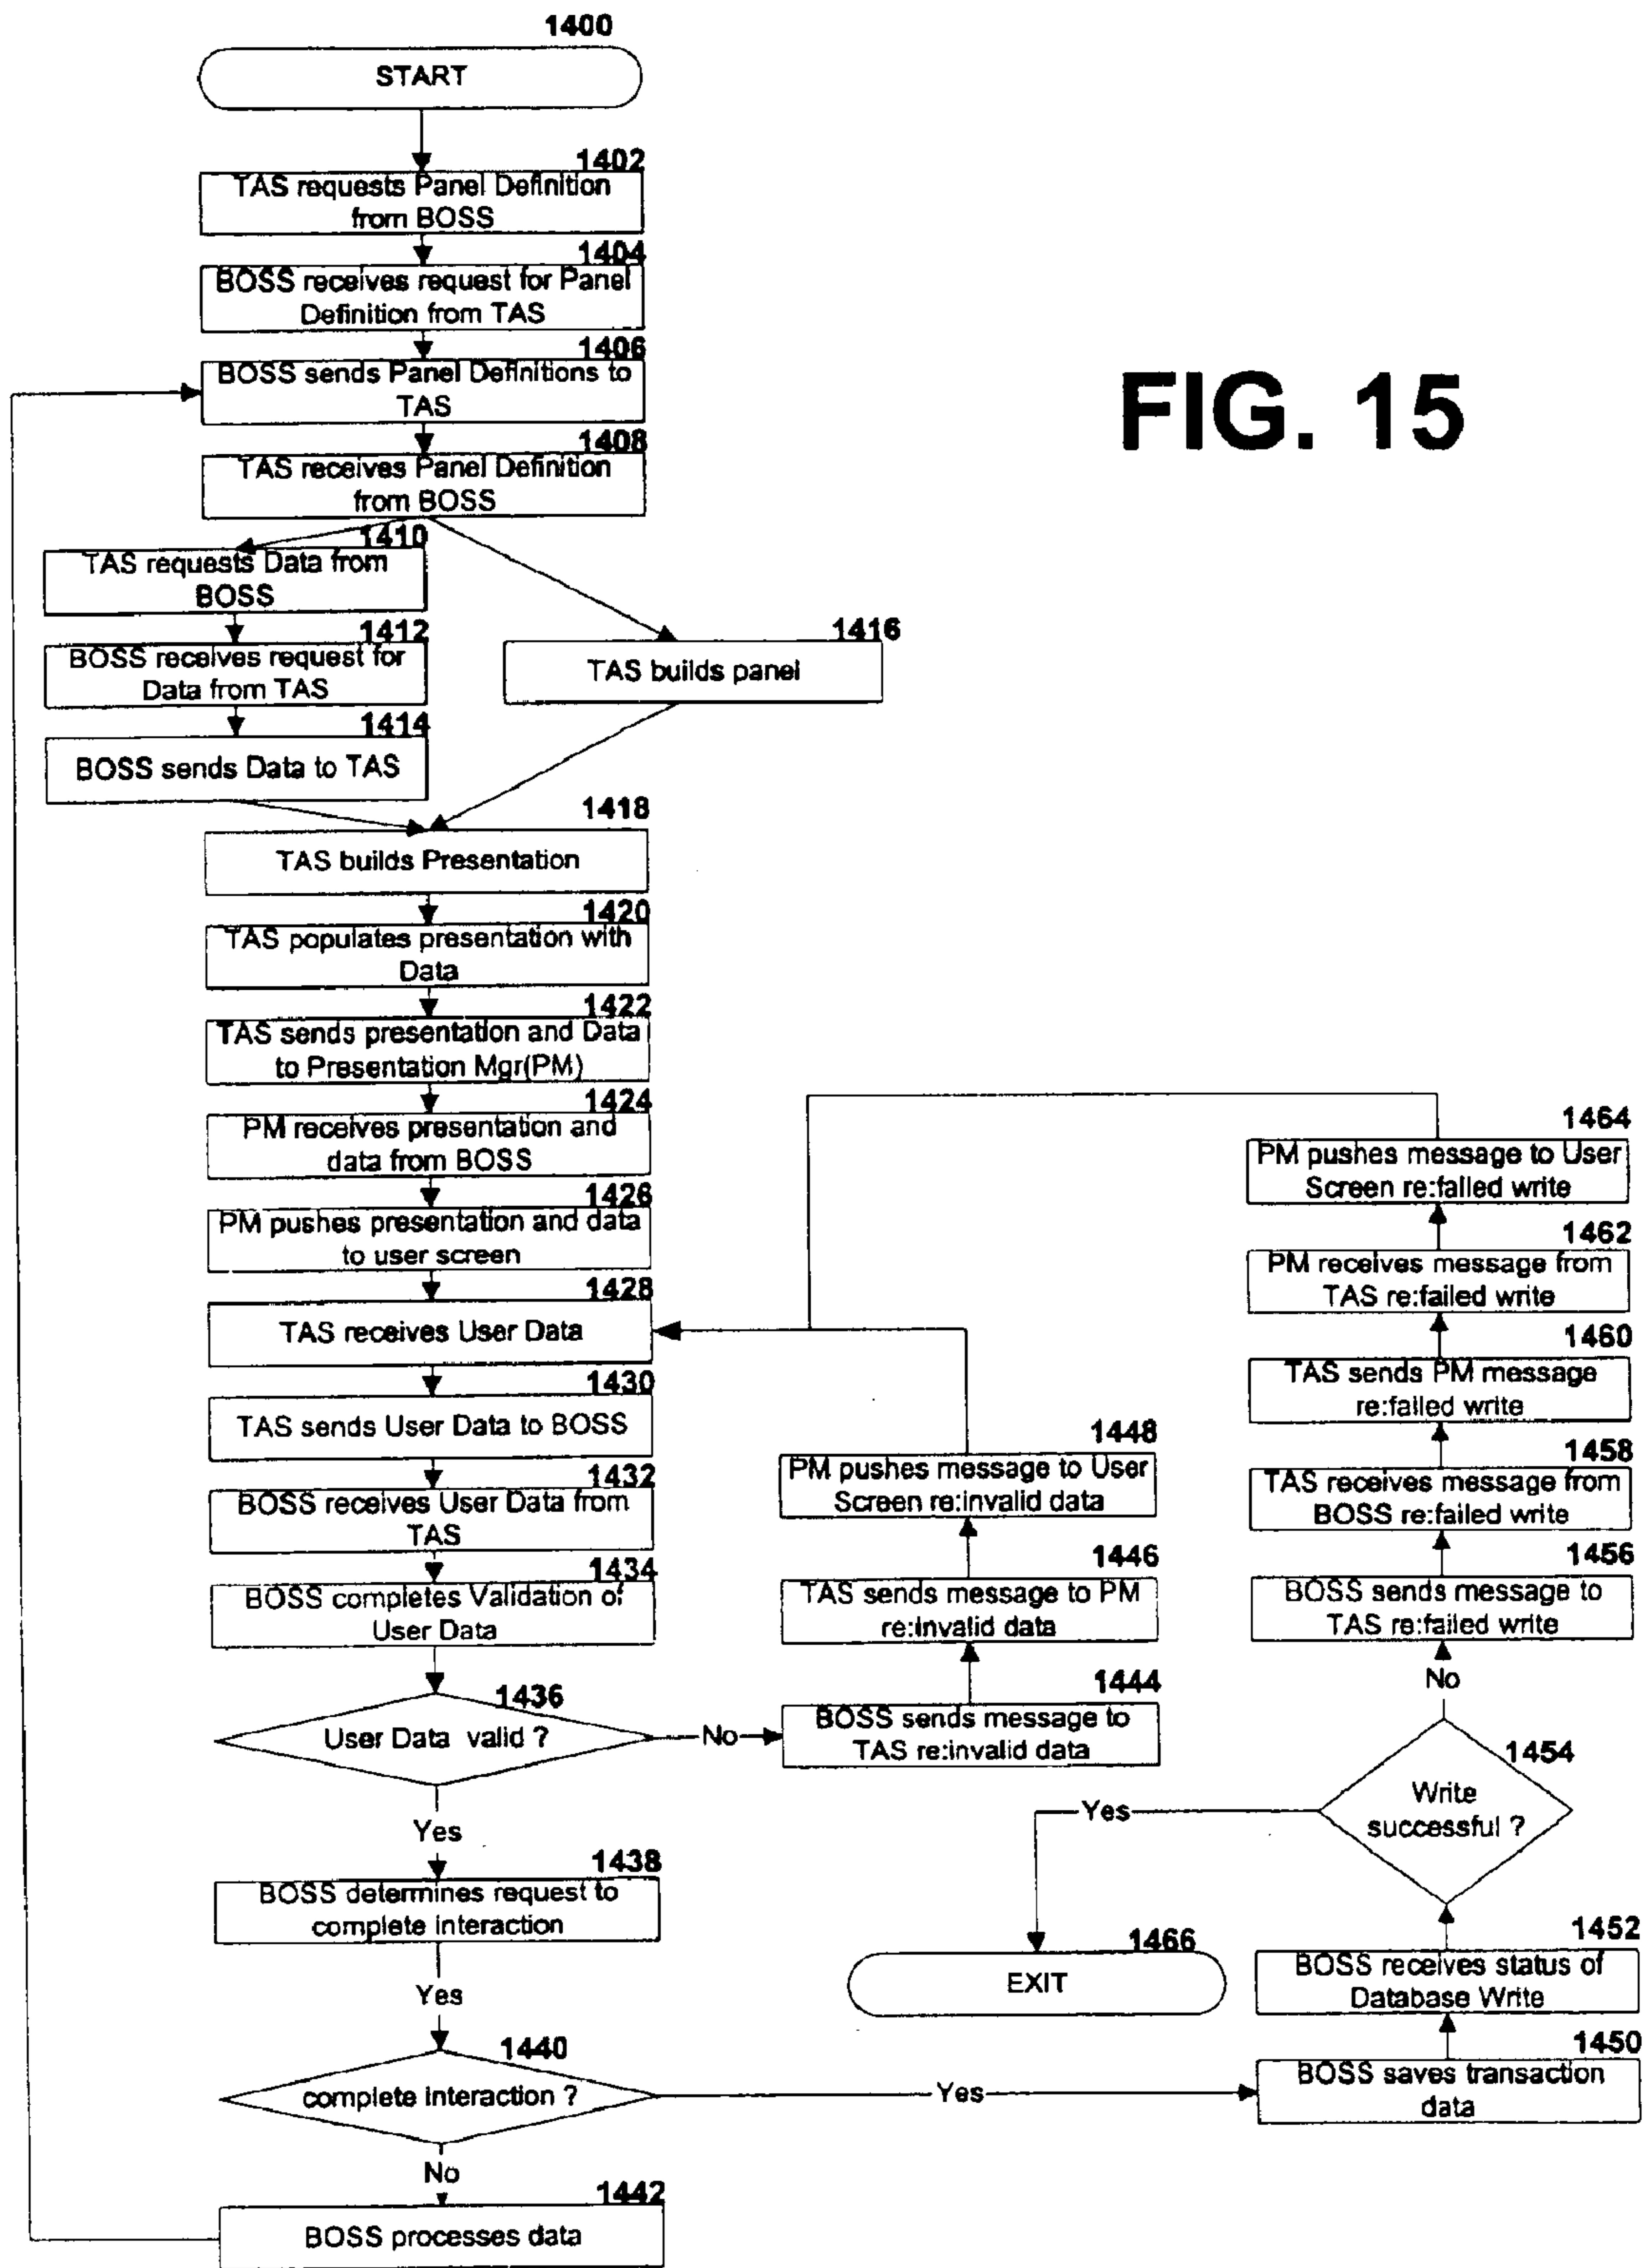 1400
START
1402
TAS requests Panel Definition
from BOSS
1404
BOSS receives request for Panel
Definition from TAS
1406
BOSS sends Panel Definitions to
TAS
FIG. 15
1408
TAS receives Panel Definition
from BOSS
1410
TAS requests Data from
BOSS
1412
BOSS receives request for
Data from TAS
1416
TAS builds panel
1414
BOSS sends Data to TAS
1418
TAS builds Presentation
1420
TAS populates presentation with
Data
1422
TAS sends presentation and Data
to Presentation Mgr(PM)
1424
PM receives presentation and
data from BOSS
1426
PM pushes presentation and data
to user screen
1428
TAS receives User Data
1430
TAS sends User Data to BOSS
1432
BOSS receives User Data from
TAS
1434
BOSS completes Validation of
User Data
1436
User Data valid ?
No
1444
BOSS sends message to
TAS re:invalid data
1446
TAS sends message to PM
re:invalid data
1448
PM pushes message to User
Screen re:invalid data
Yes
1438
BOSS determines request to
complete interaction
Yes
1440
complete interaction ?
Yes
No
1442
BOSS processes data
1464
PM pushes message to User
Screen re:failed write
1462
PM receives message from
TAS re:failed write
1460
TAS sends PM message
re:failed write
1458
TAS receives message from
BOSS re:failed write
1456
BOSS sends message to
TAS re:failed write
No
1454
Write
successful ?
Yes
1466
EXIT
1452
BOSS receives status of
Database Write
1450
BOSS saves transaction
data